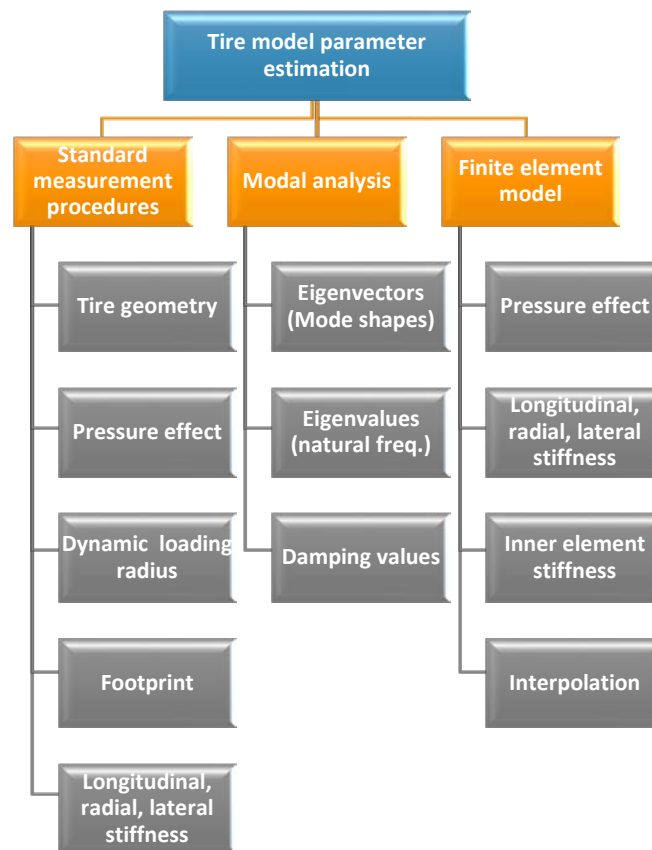 Tire model parameter
estimation
Standard
measurement
procedures
Modal analysis
Finite element
model
Tire geometry
Pressure effect
Dynamic loading
radius
Footprint
Longitudinal,
radial, lateral
stiffness
Eigenvectors
(Mode shapes)
Eigenvalues
(natural freq.)
Damping values
Pressure effect
Longitudinal,
radial, lateral
stiffness
Inner element
stiffness
Interpolation